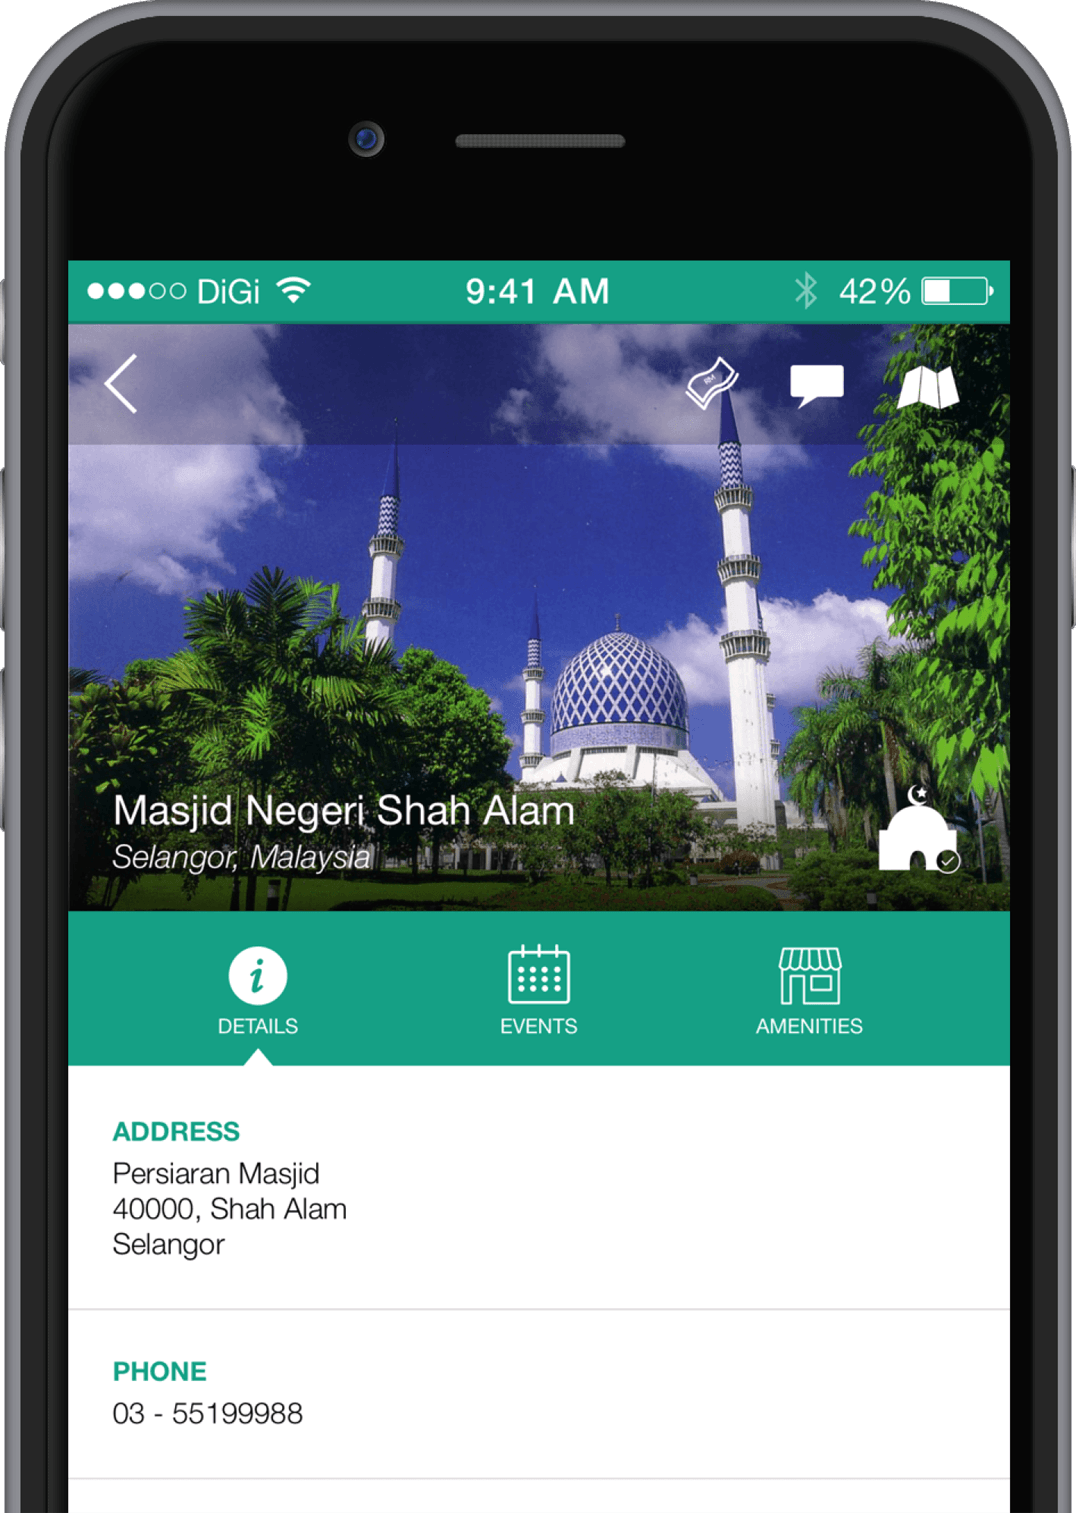 DiGi 9:41 AM 42%
RM
Masjid Negeri Shah Alam
Selangor, Malaysia
DETAILS EVENTS AMENITIES
ADDRESS
Persiaran Masjid
40000, Shah Alam
Selangor
PHONE
03 - 55199988